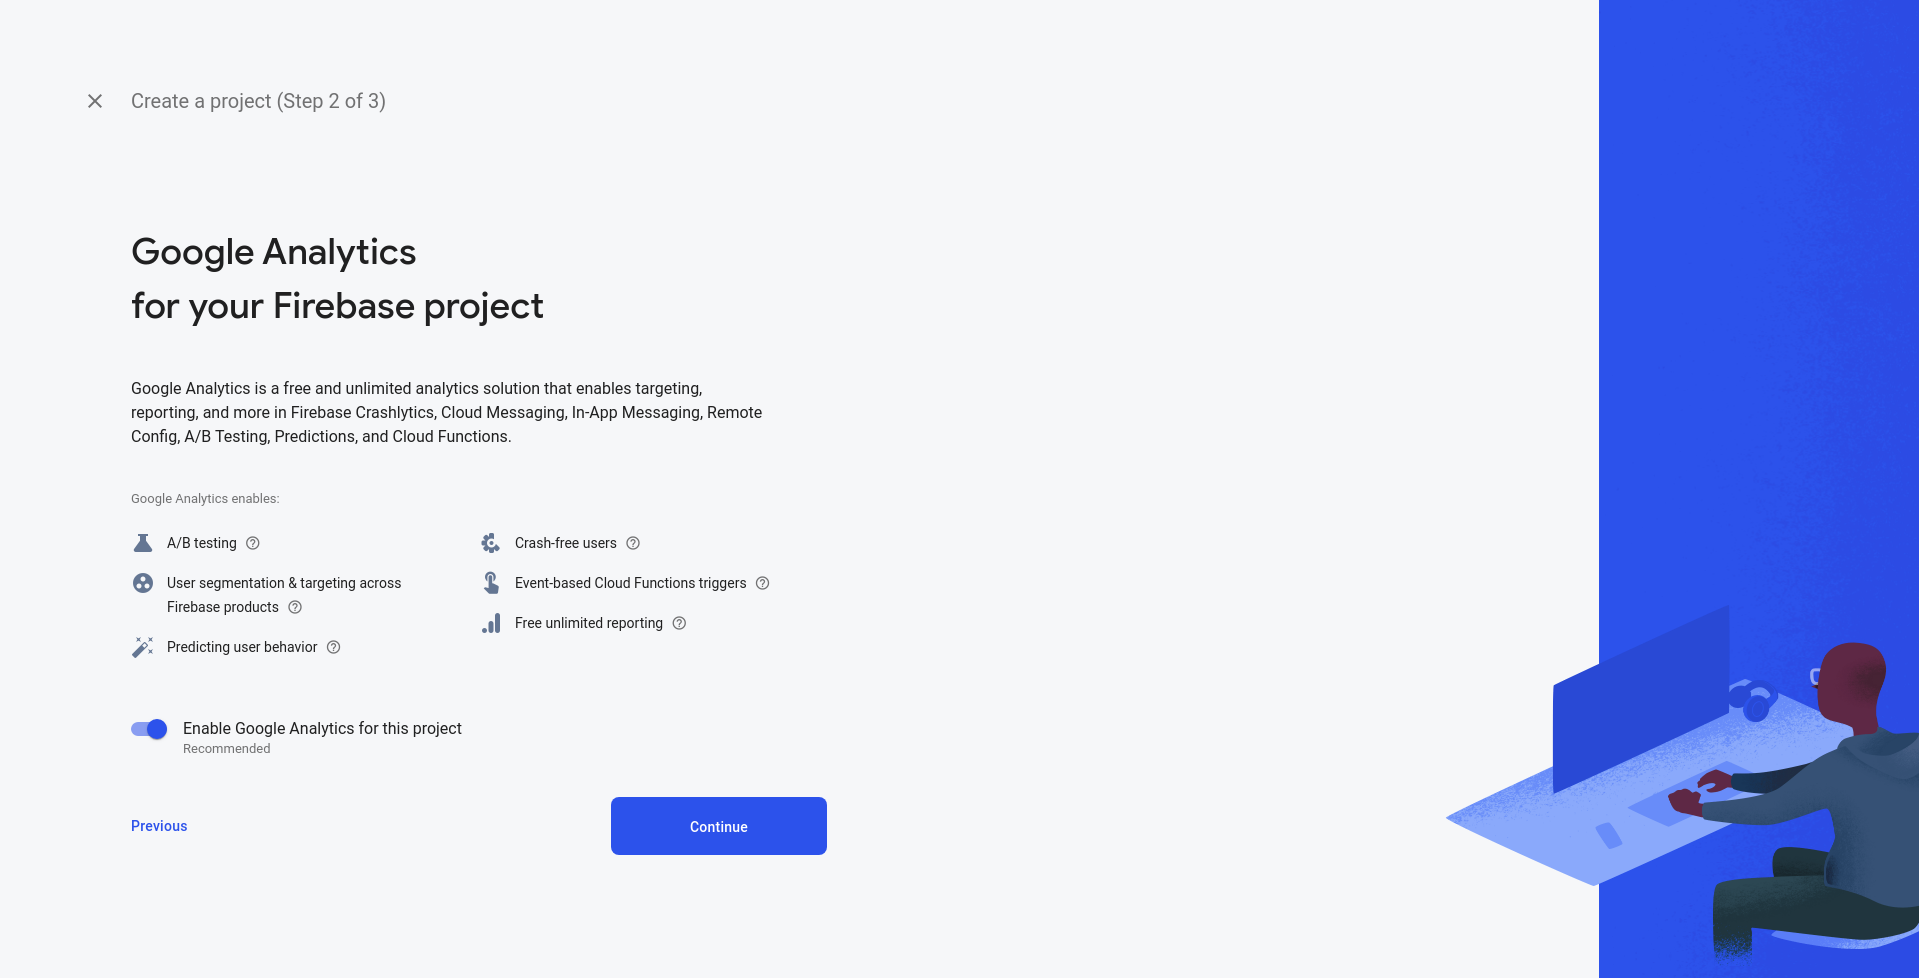 Create a project (Step 2 of 3)
Google Analytics
for your Firebase project
Google Analytics is a free and unlimited analytics solution that enables targeting,
reporting, and more in Firebase Crashlytics, Cloud Messaging, In-App Messaging, Remote
Config, A/B Testing, Predictions, and Cloud Functions.
Google Analytics enables:
A/B testing
User segmentation & targeting across
Firebase products
Predicting user behavior
Crash-free users
Event-based Cloud Functions triggers
Free unlimited reporting
Enable Google Analytics for this project
Recommended
Previous
Continue